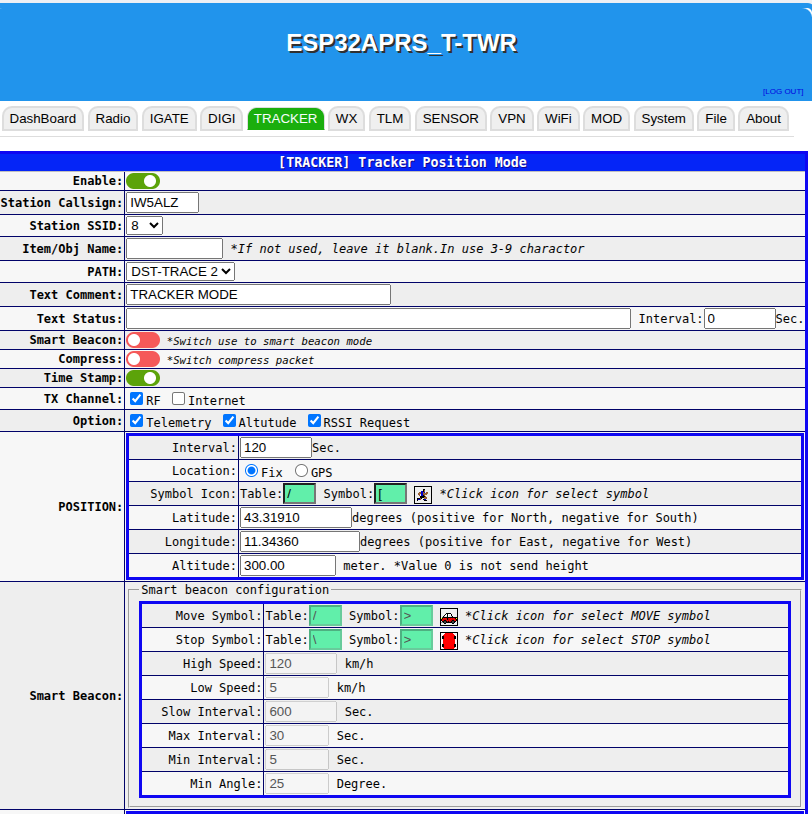 ESP32APRS_T-TWR
[LOG OUT]
DashBoard Radio IGATE DIGI TRACKER WX TLM SENSOR VPN WiFi MOD System File About
[TRACKER] Tracker Position Mode
Enable:
Station Callsign: IW5ALZ
Station SSID: 8
Item/Obj Name: *If not used, leave it blank.In use 3-9 charactor
PATH: DST-TRACE 2
Text Comment: TRACKER MODE
Text Status: Interval: 0 Sec.
Smart Beacon: *Switch use to smart beacon mode
Compress: *Switch compress packet
Time Stamp:
TX Channel: RF Internet
Option: Telemetry Altutude RSSI Request
POSITION:
Interval: 120 Sec.
Location: Fix GPS
Symbol Icon: Table: / Symbol: [ *Click icon for select symbol
Latitude: 43.31910 degrees (positive for North, negative for South)
Longitude: 11.34360 degrees (positive for East, negative for West)
Altitude: 300.00 meter. *Value 0 is not send height
Smart Beacon:
Smart beacon configuration
Move Symbol: Table: / Symbol: > *Click icon for select MOVE symbol
Stop Symbol: Table: \ Symbol: > *Click icon for select STOP symbol
High Speed: 120 km/h
Low Speed: 5 km/h
Slow Interval: 600 Sec.
Max Interval: 30 Sec.
Min Interval: 5 Sec.
Min Angle: 25 Degree.